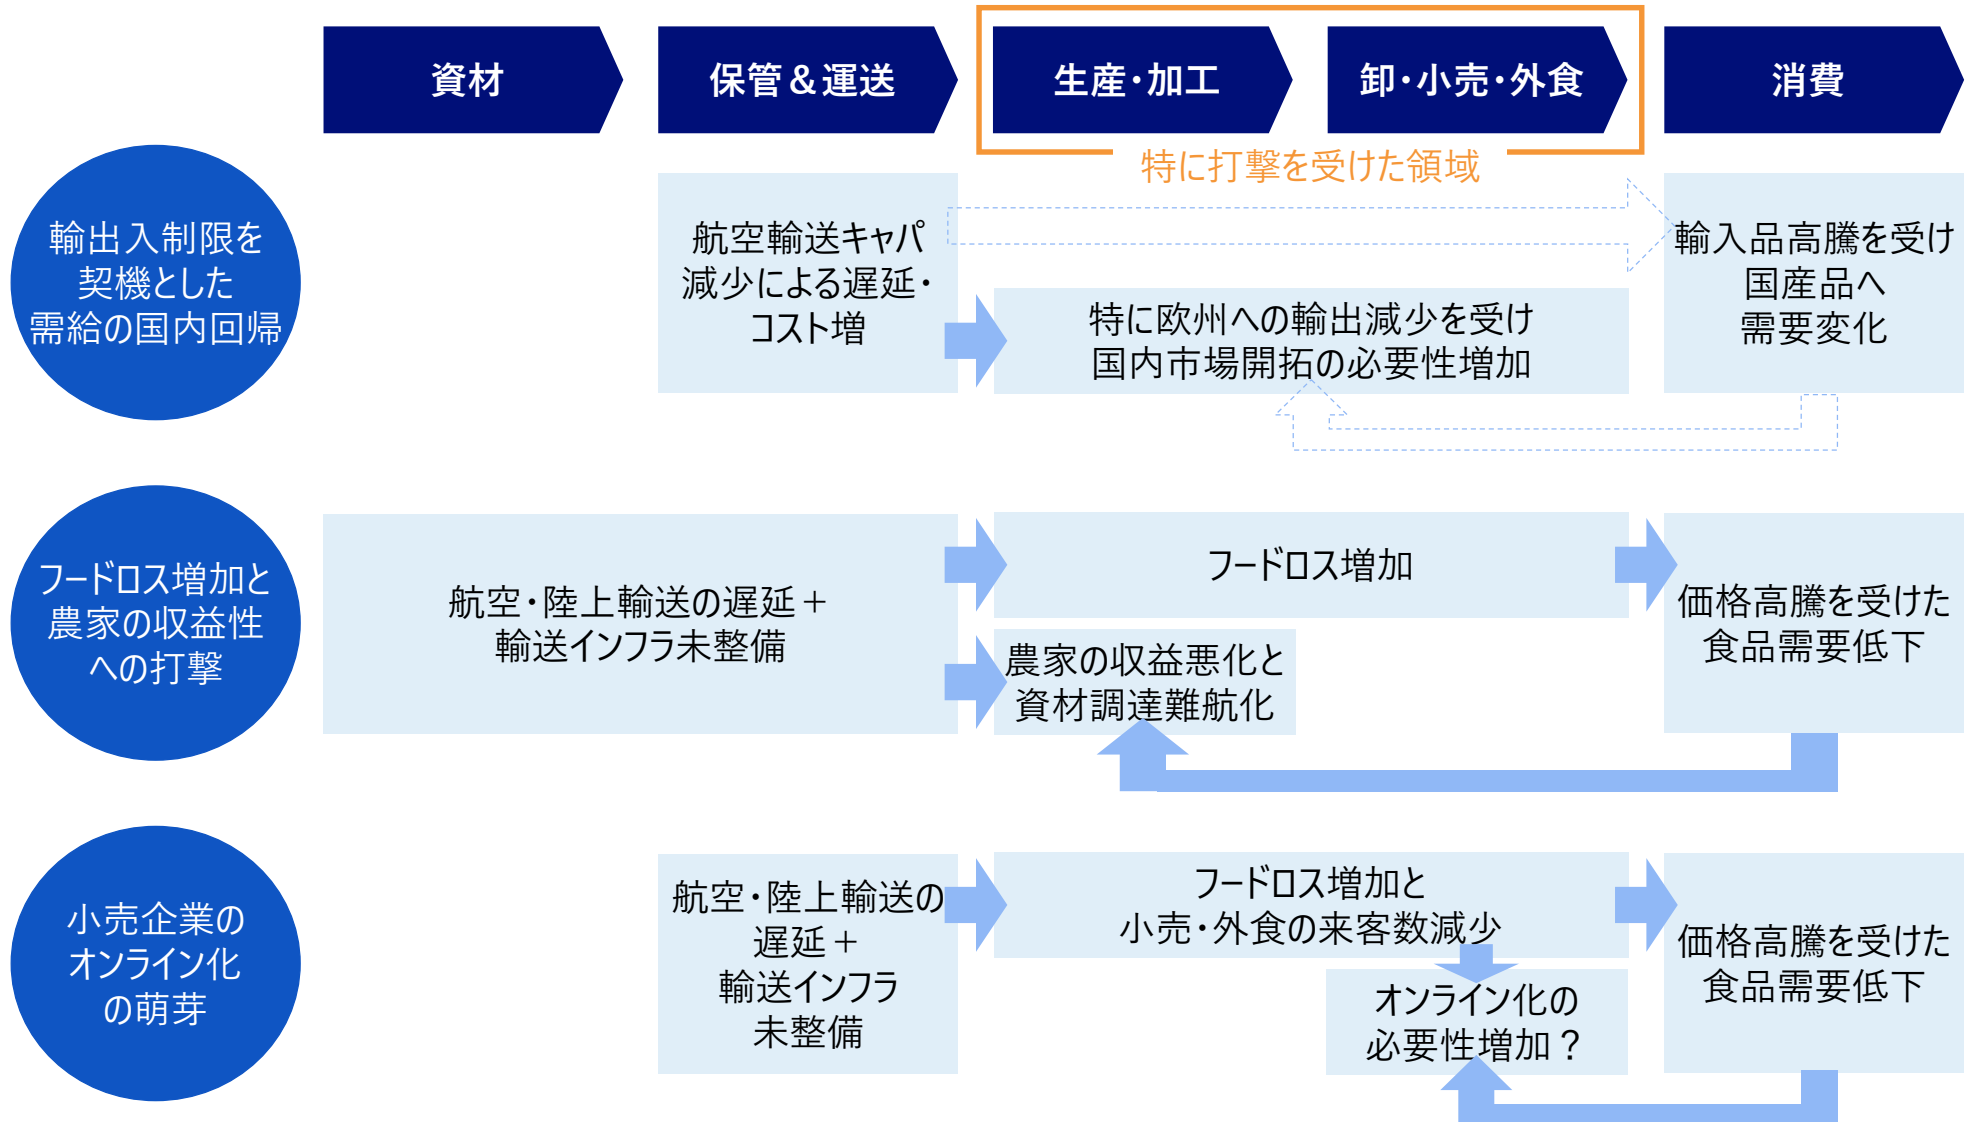 資材
保管＆運送
生産・加工
卸・小売・外食
消費
特に打撃を受けた領域
輸出入制限を
契機とした
需給の国内回帰
航空輸送キャパ
減少による遅延・
コスト増
特に欧州への輸出減少を受け
国内市場開拓の必要性増加
輸入品高騰を受け
国産品へ
需要変化
フードロス増加と
農家の収益性
への打撃
航空・陸上輸送の遅延＋
輸送インフラ未整備
フードロス増加
農家の収益悪化と
資材調達難航化
価格高騰を受けた
食品需要低下
小売企業の
オンライン化
の萌芽
航空・陸上輸送の
遅延＋
輸送インフラ
未整備
フードロス増加と
小売・外食の来客数減少
オンライン化の
必要性増加？
価格高騰を受けた
食品需要低下